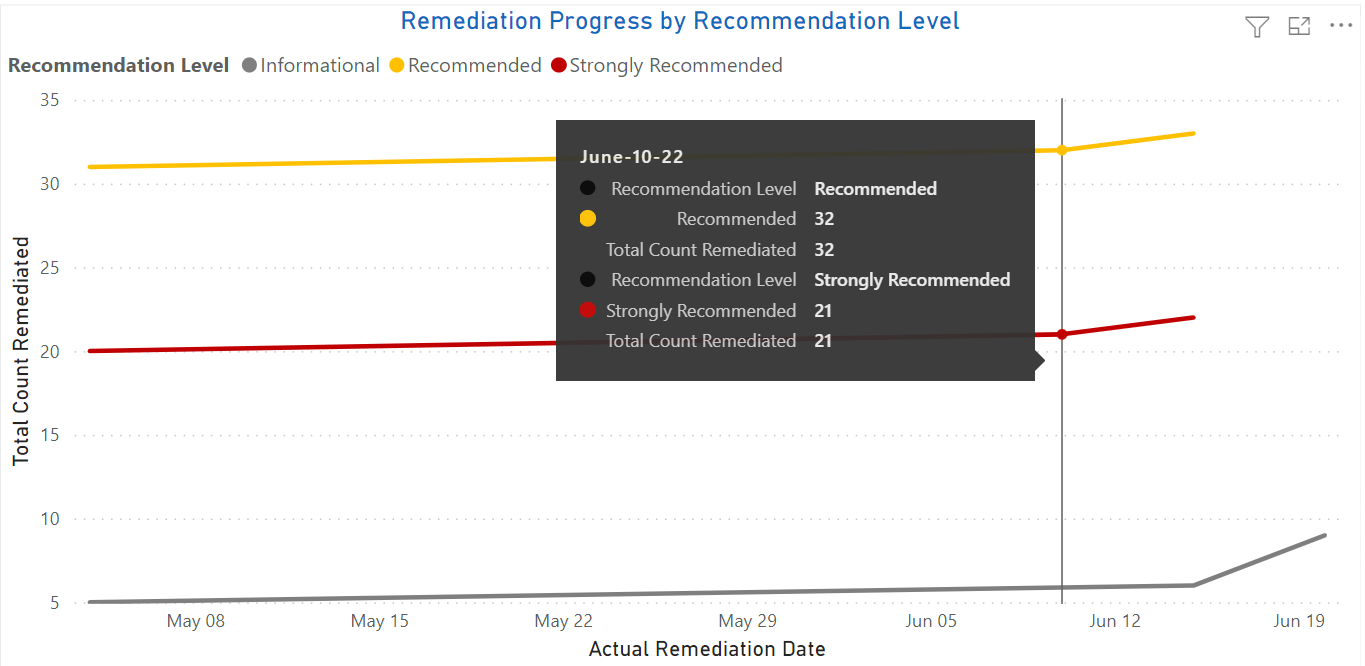 Remediation Progress by Recommendation Level
Recommendation Level Informational Recommended Strongly Recommended
35
30
25
20
15
10
5
Total Count Remediated
June-10-22
Recommendation Level Recommended
Recommended 32
Total Count Remediated 32
Recommendation Level Strongly Recommended
Strongly Recommended 21
Total Count Remediated 21
May 08 May 15 May 22 May 29 Jun 05 Jun 12 Jun 19
Actual Remediation Date